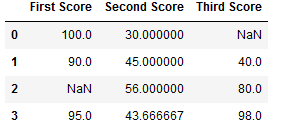 First Score Second Score Third Score
0 100.0 30.000000 NaN
1 90.0 45.000000 40.0
2 NaN 56.000000 80.0
3 95.0 43.666667 98.0